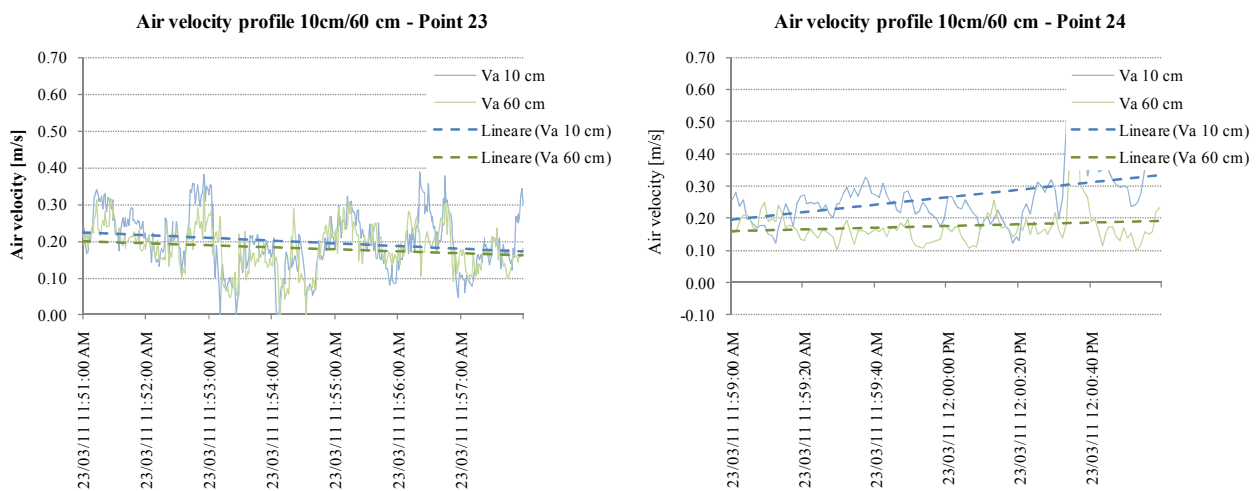 Air velocity profile 10cm/60 cm - Point 23
Air velocity [m/s]
0.70
0.60
0.50
0.40
0.30
0.20
0.10
0.00
Va 10 cm
Va 60 cm
Lineare (Va 10 cm)
Lineare (Va 60 cm)
23/03/11 11:51:00 AM
23/03/11 11:52:00 AM
23/03/11 11:53:00 AM
23/03/11 11:54:00 AM
23/03/11 11:55:00 AM
23/03/11 11:56:00 AM
23/03/11 11:57:00 AM
Air velocity profile 10cm/60 cm - Point 24
Air velocity [m/s]
0.70
0.60
0.50
0.40
0.30
0.20
0.10
0.00
-0.10
Va 10 cm
Va 60 cm
Lineare (Va 10 cm)
Lineare (Va 60 cm)
23/03/11 11:59:00 AM
23/03/11 11:59:20 AM
23/03/11 11:59:40 AM
23/03/11 12:00:00 PM
23/03/11 12:00:20 PM
23/03/11 12:00:40 PM